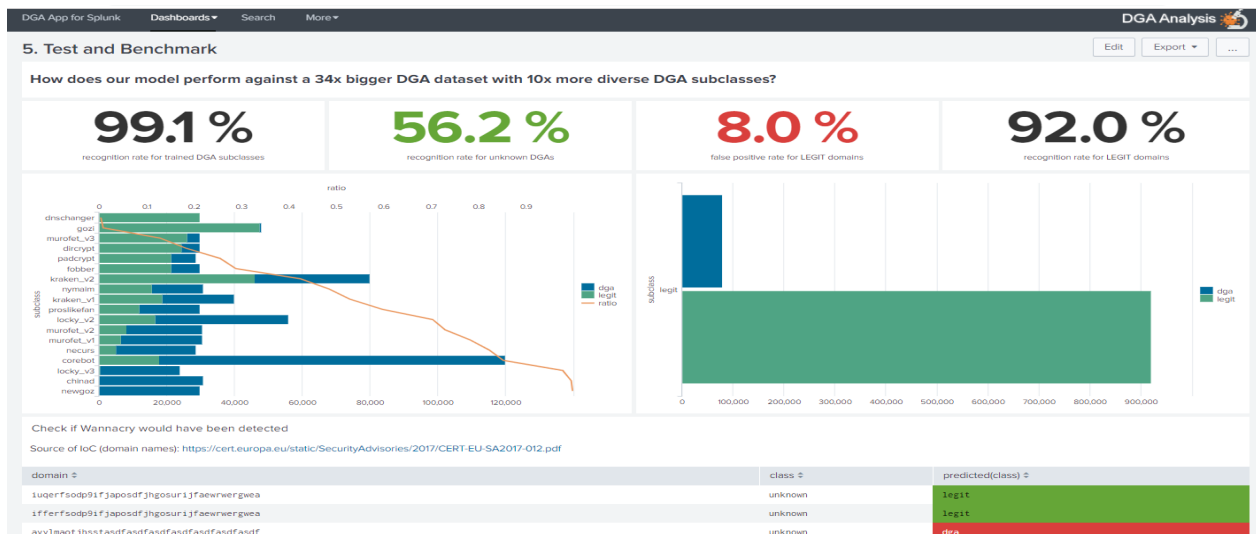 DGA App for Splunk Dashboards Search More DGA Analysis
5. Test and Benchmark Edit Export ...
How does our model perform against a 34x bigger DGA dataset with 10x more diverse DGA subclasses?
99.1 % 56.2 % 8.0 % 92.0 %
recognition rate for trained DGA subclasses recognition rate for unknown DGAs false positive rate for LEGIT domains recognition rate for LEGIT domains
ratio
0 0.1 0.2 0.3 0.4 0.5 0.6 0.7 0.8 0.9
subclass
dnschanger
gozi
murofet_v3
dircrypt
padcrypt
fobber
kraken_v2
nymaim
kraken_v1
proslikefan
locky_v2
murofet_v2
murofet_v1
necurs
corebot
locky_v3
chinad
newgoz
0 20,000 40,000 60,000 80,000 100,000 120,000
dga
legit
ratio
subclass
legit
0 100,000 200,000 300,000 400,000 500,000 600,000 700,000 800,000 900,000
dga
legit
Check if Wannacry would have been detected
Source of IoC (domain names): https://cert.europa.eu/static/SecurityAdvisories/2017/CERT-EU-SA2017-012.pdf
domain class predicted(class)
iuqerfsodp9ifjaposdfjhgosurijfaewrwergwea unknown legit
ifferfsodp9ifjaposdfjhgosurijfaewrwergwea unknown legit
unknown dga